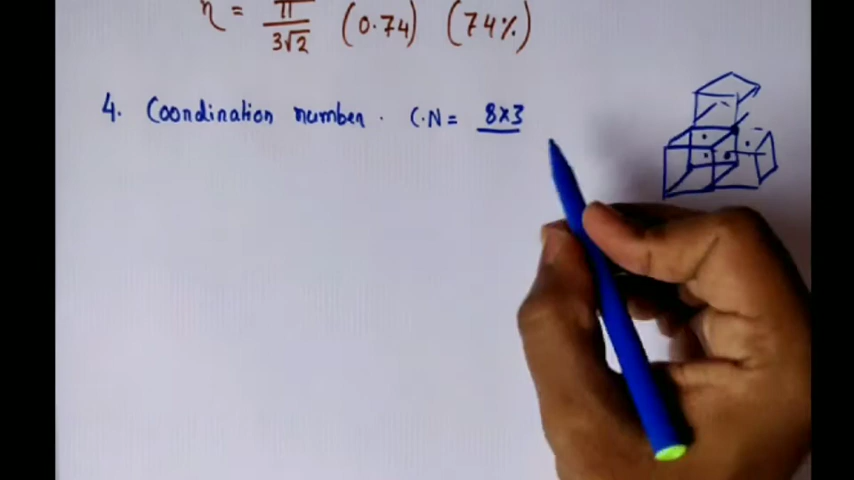 η = π / 3√2 (0.74) (74%)
4. Coordination number. C.N = 8×3